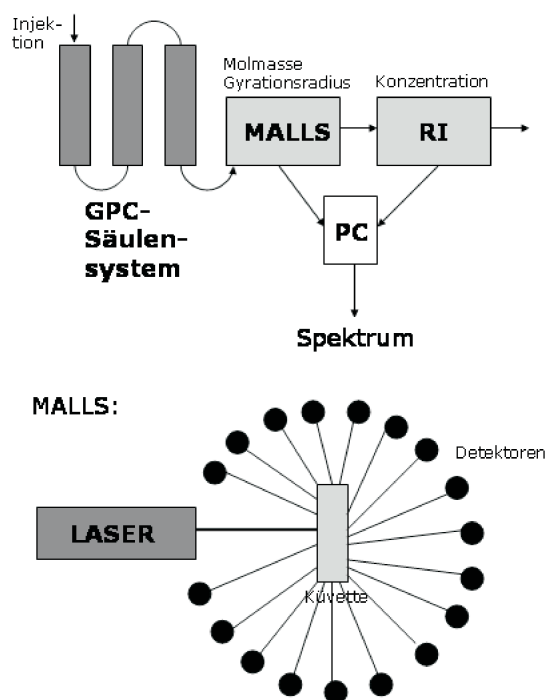 Injek-
tion
Molmasse
Gyrationsradius
Konzentration
MALLS
RI
GPC-
Säulen-
system
PC
Spektrum
MALLS:
Detektoren
LASER
Küvette